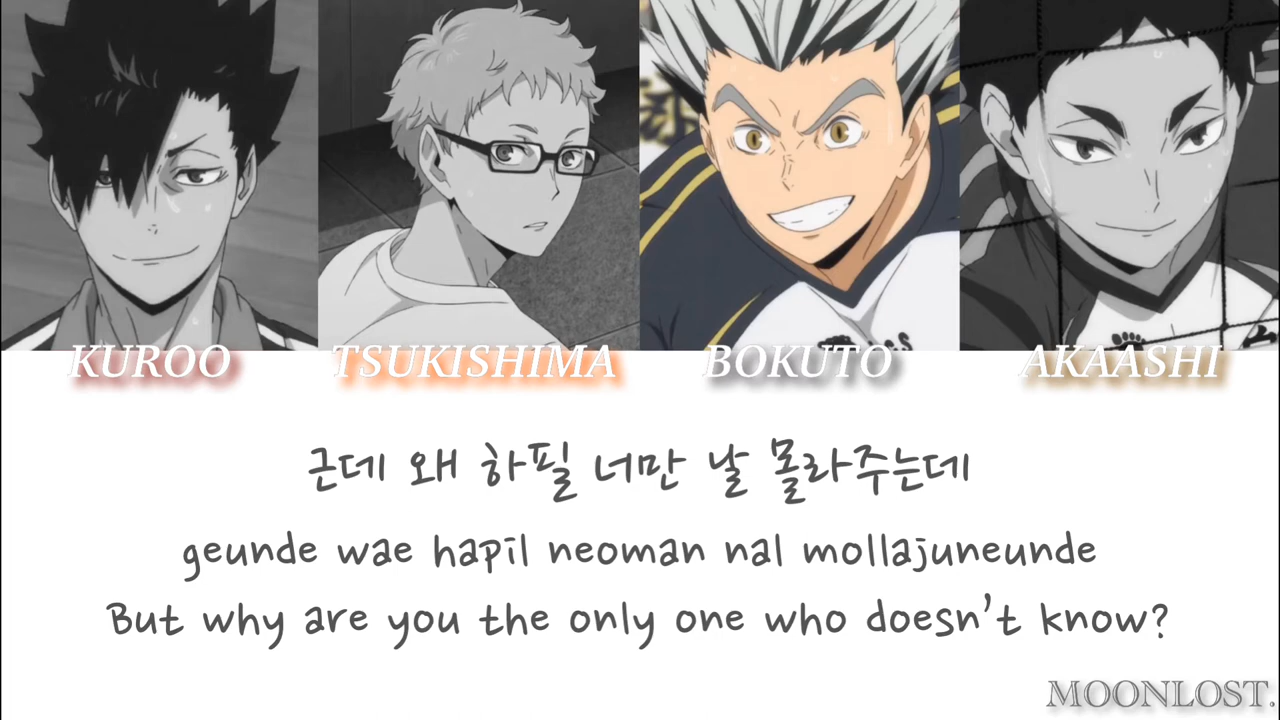 KUROO
TSUKISHIMA
BOKUTO
AKAASHI
근데 왜 하필 너만 날 몰라주는데
geunde wae hapil neoman nal mollajuneunde
But why are you the only one who doesn't know?
MOONLOST.